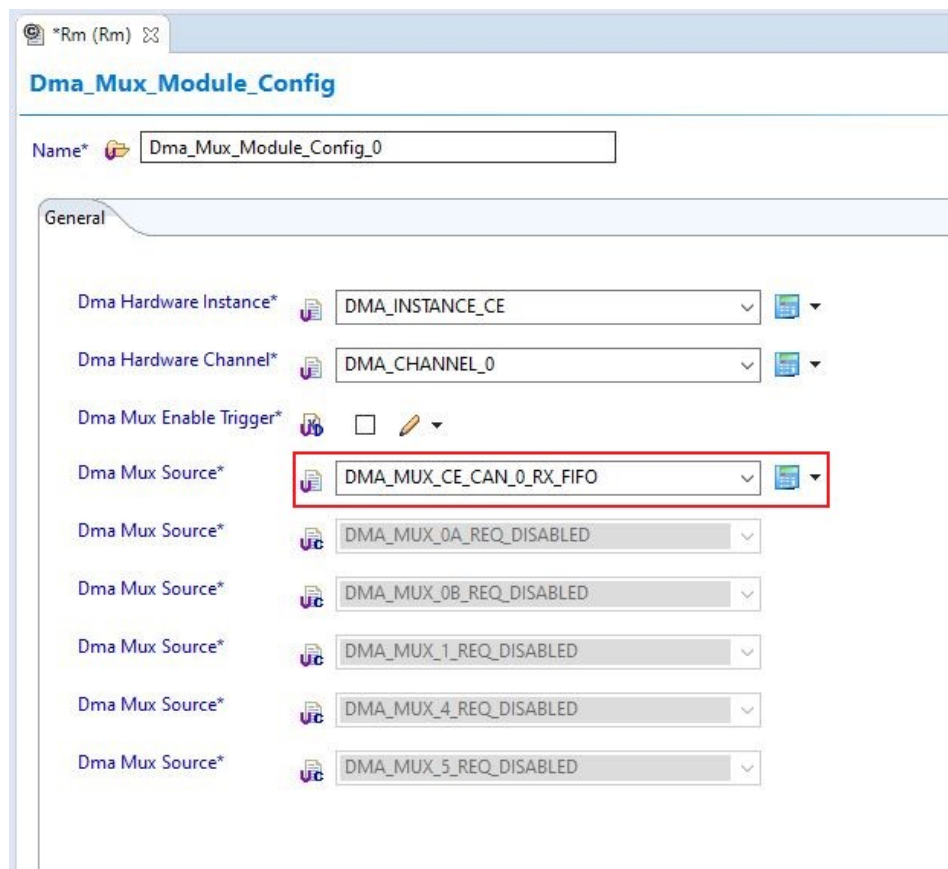 *Rm (Rm)
Dma_Mux_Module_Config
Name* Dma_Mux_Module_Config_0
General
Dma Hardware Instance* DMA_INSTANCE_CE
Dma Hardware Channel* DMA_CHANNEL_0
Dma Mux Enable Trigger*
Dma Mux Source* DMA_MUX_CE_CAN_0_RX_FIFO
Dma Mux Source* DMA_MUX_0A_REQ_DISABLED
Dma Mux Source* DMA_MUX_0B_REQ_DISABLED
Dma Mux Source* DMA_MUX_1_REQ_DISABLED
Dma Mux Source* DMA_MUX_4_REQ_DISABLED
Dma Mux Source* DMA_MUX_5_REQ_DISABLED